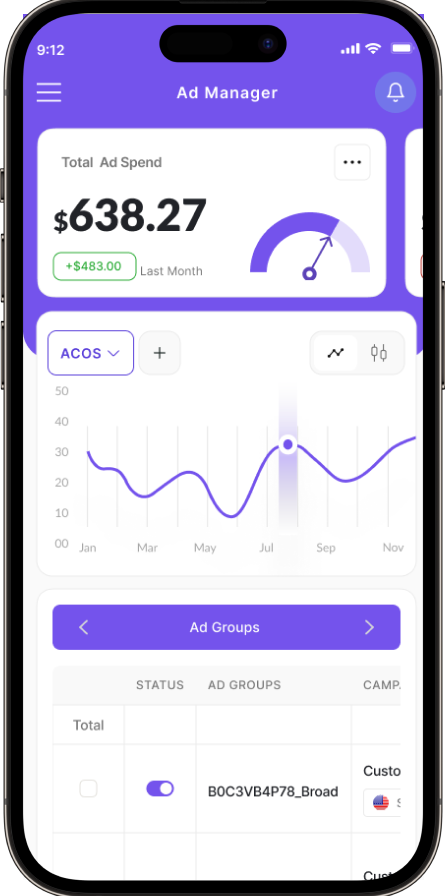 9:12
Ad Manager
Total Ad Spend
$638.27
+$483.00 Last Month
ACOS
50
40
30
20
10
00
Jan Mar May Jul Sep Nov
Ad Groups
STATUS AD GROUPS CAMP
Total
Custo
B0C3VB4P78_Broad